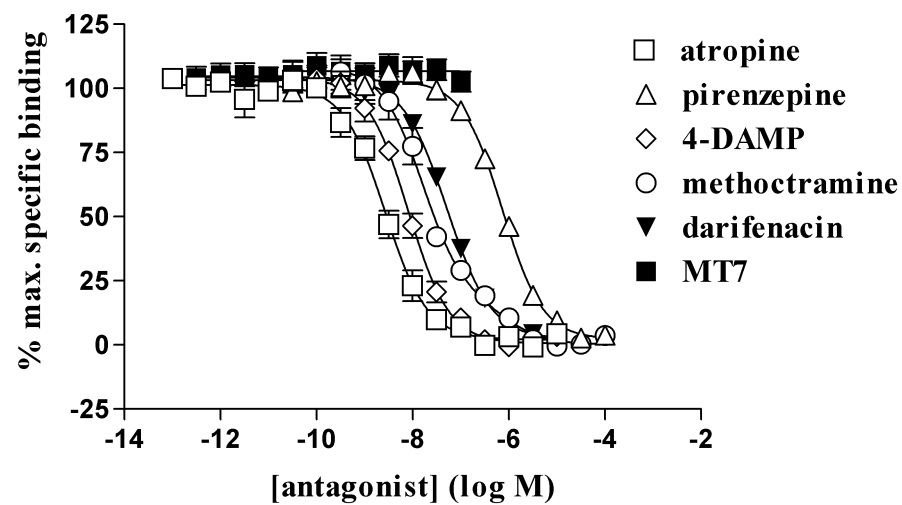 125
100
75
50
25
0
-25
% max. specific binding
-14 -12 -10 -8 -6 -4 -2
[antagonist] (log M)
atropine
pirenzepine
4-DAMP
methoctramine
darifenacin
MT7